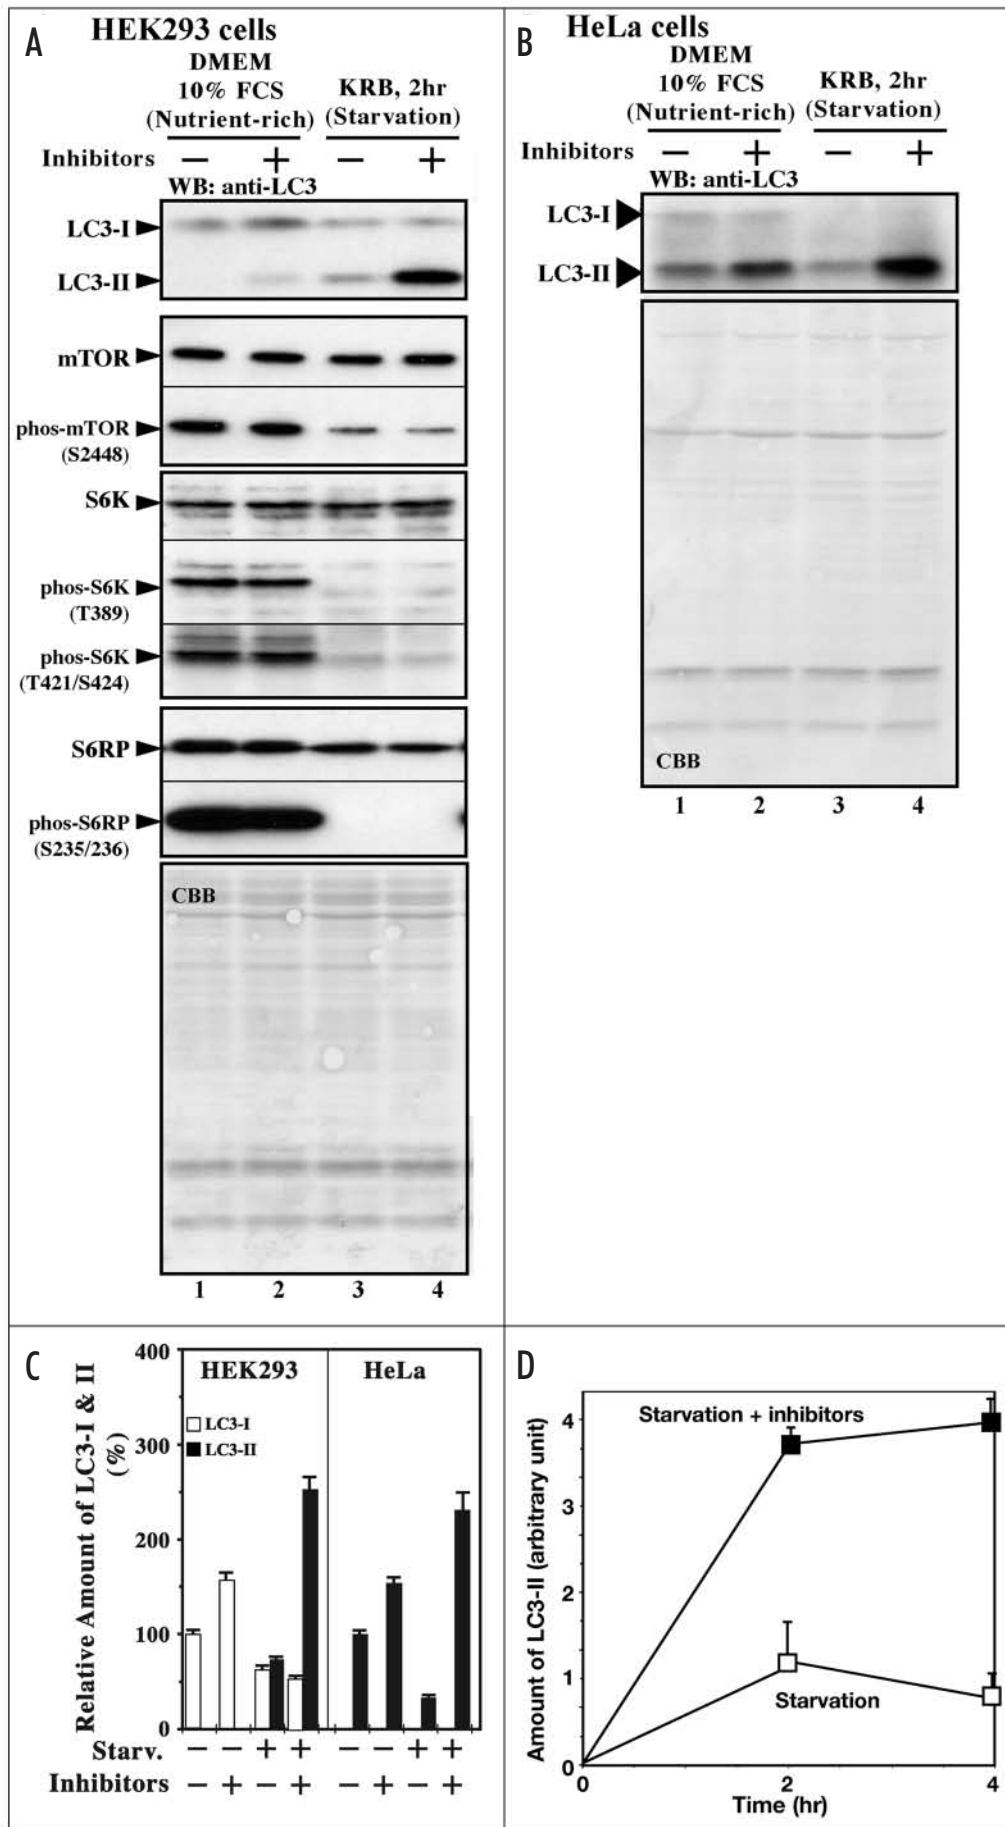 A
HEK293 cells
DMEM
10% FCS
(Nutrient-rich)
KRB, 2hr
(Starvation)
Inhibitors − + − +
WB: anti-LC3
LC3-I
LC3-II
mTOR
phos-mTOR
(S2448)
S6K
phos-S6K
(T389)
phos-S6K
(T421/S424)
S6RP
phos-S6RP
(S235/236)
CBB
1 2 3 4
B
HeLa cells
DMEM
10% FCS
(Nutrient-rich)
KRB, 2hr
(Starvation)
Inhibitors − + − +
WB: anti-LC3
LC3-I
LC3-II
CBB
1 2 3 4
C
Relative Amount of LC3-I & II
(%)
400
300
200
100
0
HEK293
HeLa
LC3-I
LC3-II
Starv. − − + + − − + +
Inhibitors − + − + − + − +
D
Amount of LC3-II (arbitrary unit)
4
3
2
1
0
Starvation + inhibitors
Starvation
0 2 4
Time (hr)